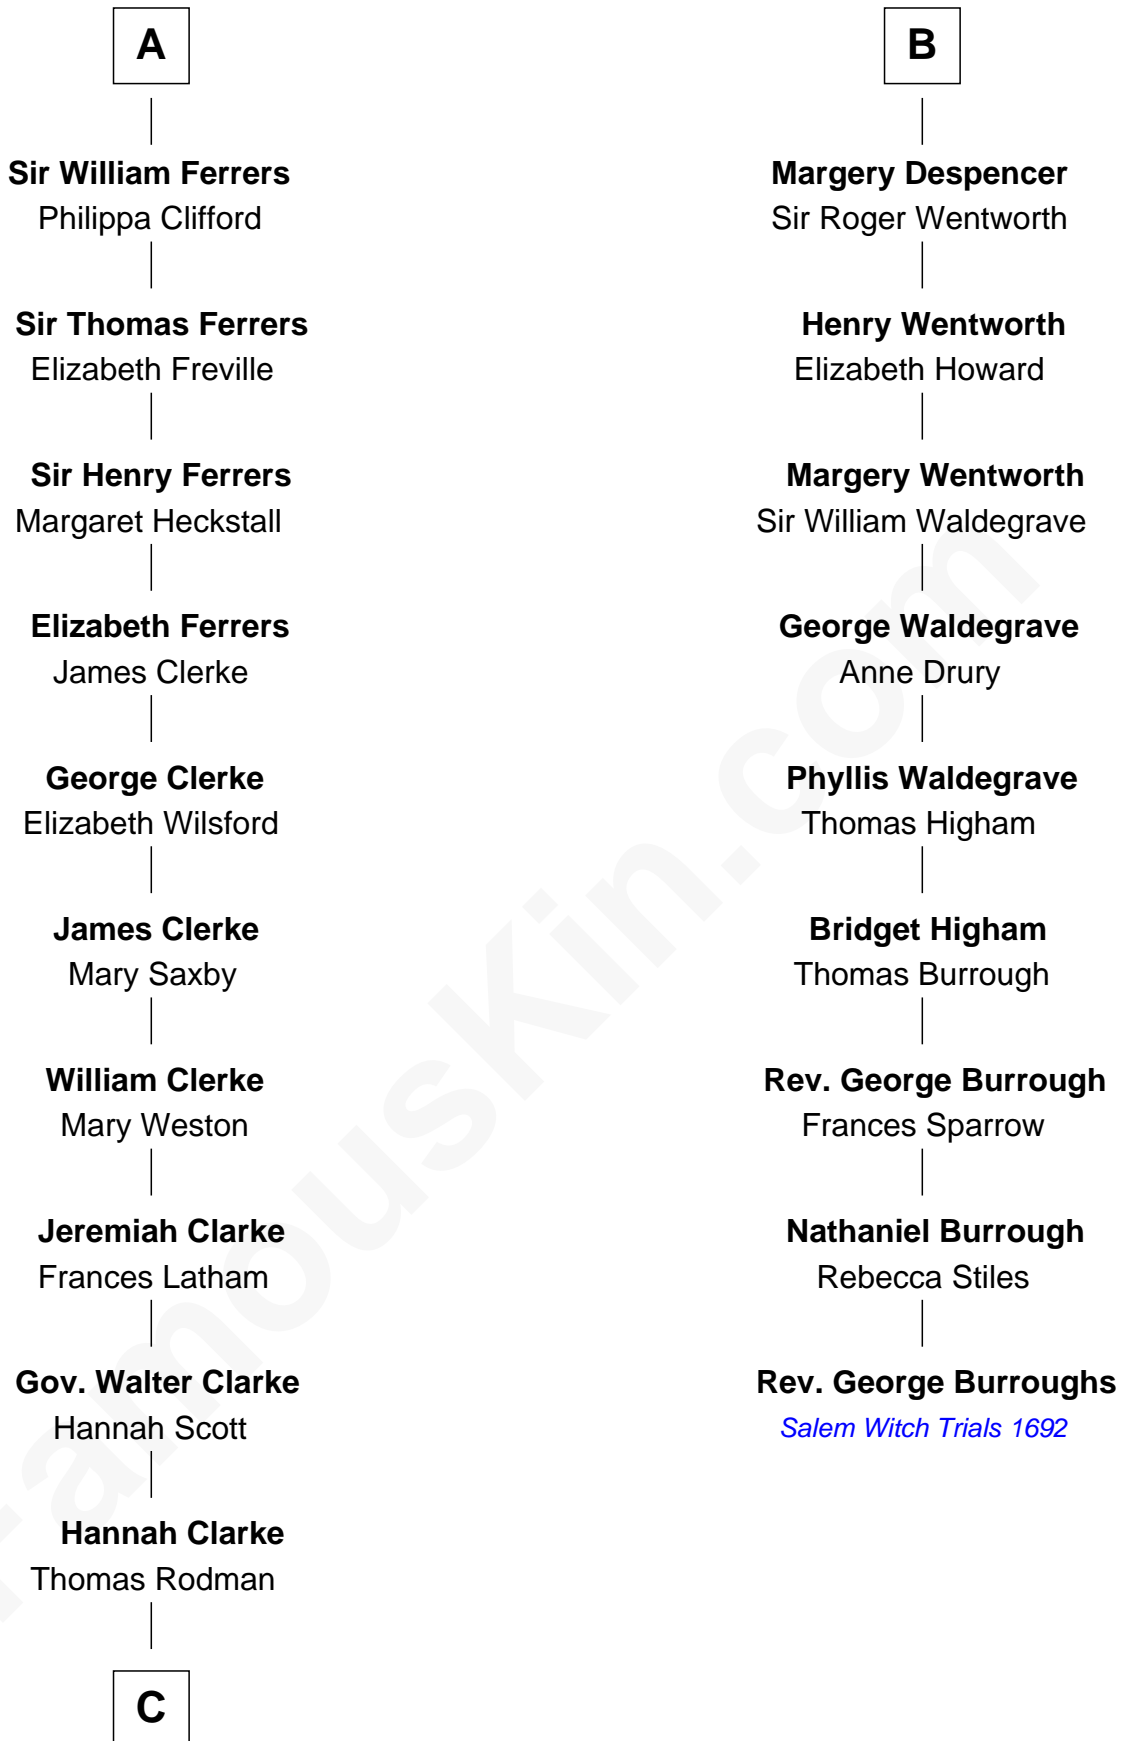 A
Sir William Ferrers
Philippa Clifford
Sir Thomas Ferrers
Elizabeth Freville
Sir Henry Ferrers
Margaret Heckstall
Elizabeth Ferrers
James Clerke
George Clerke
Elizabeth Wilsford
James Clerke
Mary Saxby
William Clerke
Mary Weston
Jeremiah Clarke
Frances Latham
Gov. Walter Clarke
Hannah Scott
Hannah Clarke
Thomas Rodman
C
B
Margery Despencer
Sir Roger Wentworth
Henry Wentworth
Elizabeth Howard
Margery Wentworth
Sir William Waldegrave
George Waldegrave
Anne Drury
Phyllis Waldegrave
Thomas Higham
Bridget Higham
Thomas Burrough
Rev. George Burrough
Frances Sparrow
Nathaniel Burrough
Rebecca Stiles
Rev. George Burroughs
Salem Witch Trials 1692
FamousKin.com